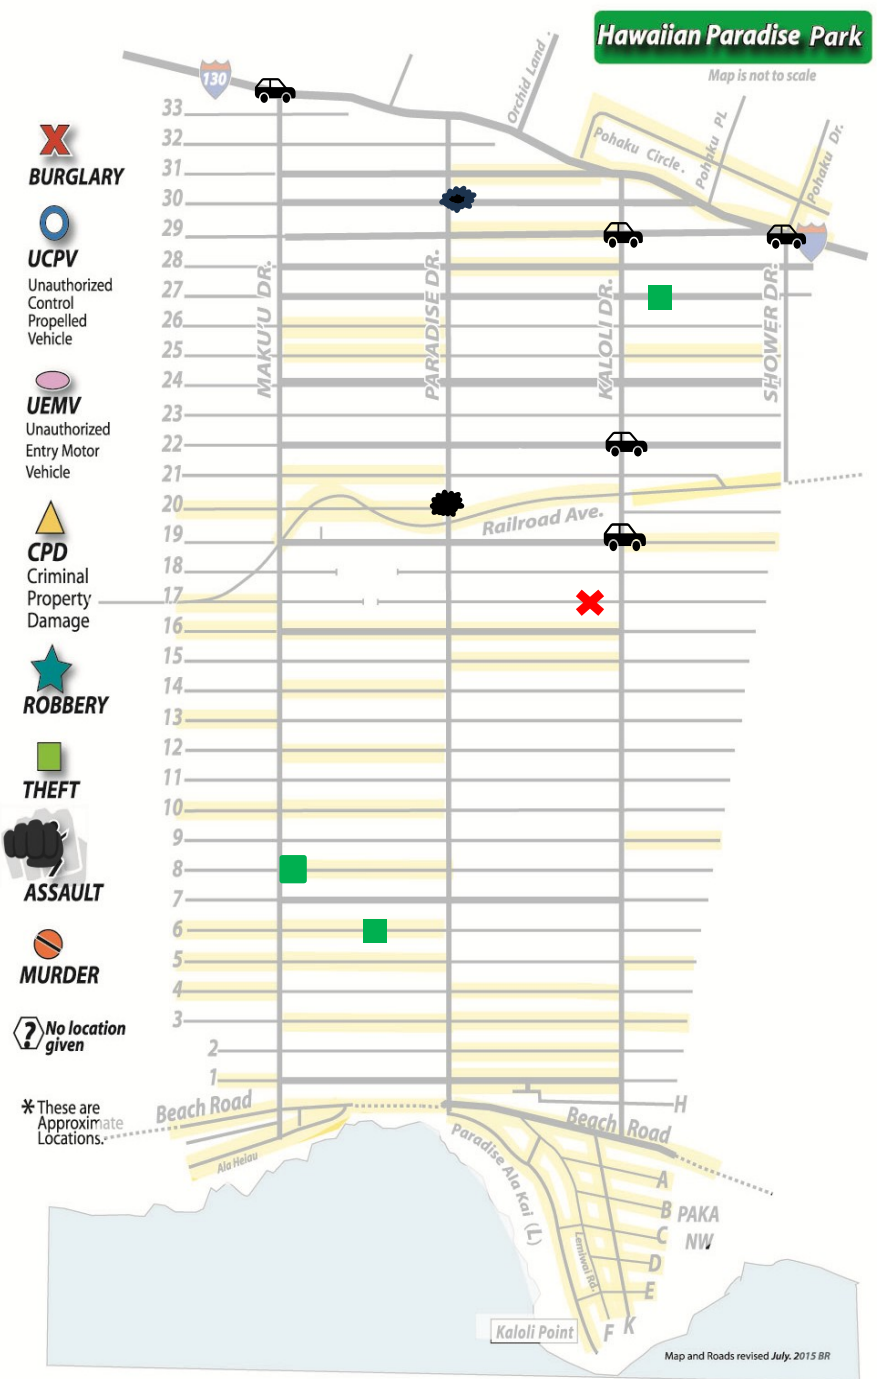 Hawaiian Paradise Park
Map is not to scale
130
Orchid Land .
Pohaku Circle .
Pohaku PL
Pohaku Dr.
BURGLARY
UCPV
Unauthorized
Control
Propelled
Vehicle
UEMV
Unauthorized
Entry Motor
Vehicle
CPD
Criminal
Property
Damage
ROBBERY
THEFT
ASSAULT
MURDER
? No location
given
* These are
Approximate
Locations.
33
32
31
30
29
28
27
26
25
24
23
22
21
20
19
18
17
16
15
14
13
12
11
10
9
8
7
6
5
4
3
2
1
MAKU'U DR.
PARADISE DR.
KALOLI DR.
SHOWER DR.
Railroad Ave.
Beach Road
Ala Heiau
H
Beach Road
Paradise Ala Kai (L)
Lemiwai Rd.
A
B
C
D
E
F
K
PAKA
NW
Kaloli Point
Map and Roads revised July. 2015 BR